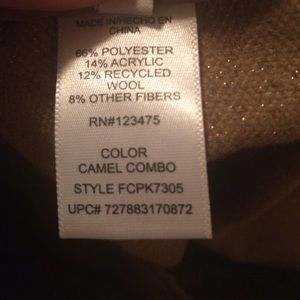 MADE IN/HECHO EN
CHINA
66% POLYESTER
14% ACRYLIC
12% RECYCLED
WOOL
8% OTHER FIBERS
RN#123475
COLOR
CAMEL COMBO
STYLE FCPK7305
UPC# 727883170872